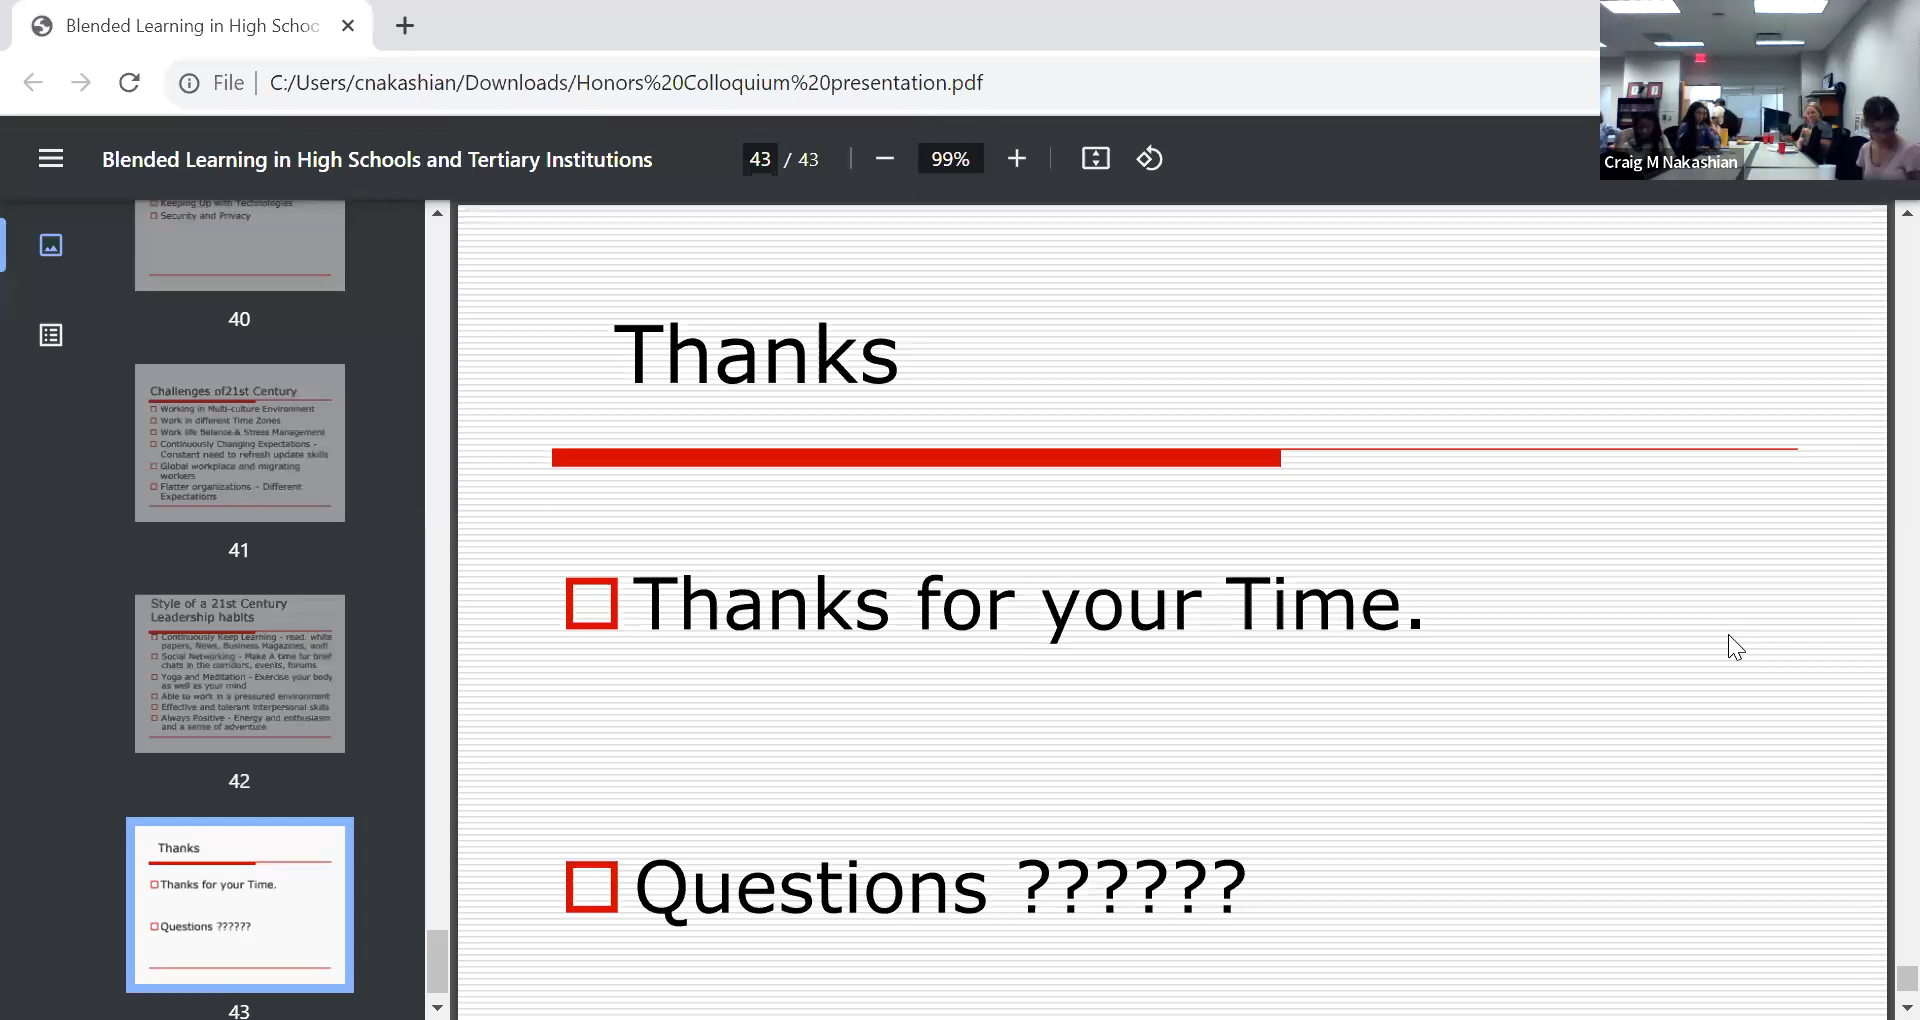 Blended Learning in High Schoo
File
C:/Users/cnakashian/Downloads/Honors%20Colloquium%20presentation.pdf
Craig M Nakashian
Blended Learning in High Schools and Tertiary Institutions
43 / 43
99%
Keeping Up with Technologies
Security and Privacy
40
Challenges of21st Century
Working in Multi-culture Environment
Work in different Time Zones
Work life Balance & Stress Management
Continuously Changing Expectations -
Constant need to refresh update skills
Global workplace and migrating
workers
Flatter organizations – Different
Expectations
41
Style of a 21st Century
Leadership habits
Continuously Keep Learning - read, white
papers, News, Business Magazines, and
Social Networking - Make A time for brief
chats in the corridors, events, forums
Yoga and Meditation - Exercise your body
as well as your mind
Able to work in a pressured environment
Effective and tolerant Interpersonal skills
Always Positive - Energy and enthusiasm
and a sense of adventure
42
Thanks
Thanks for your Time.
Questions ??????
43
Thanks
Thanks for your Time.
Questions ??????